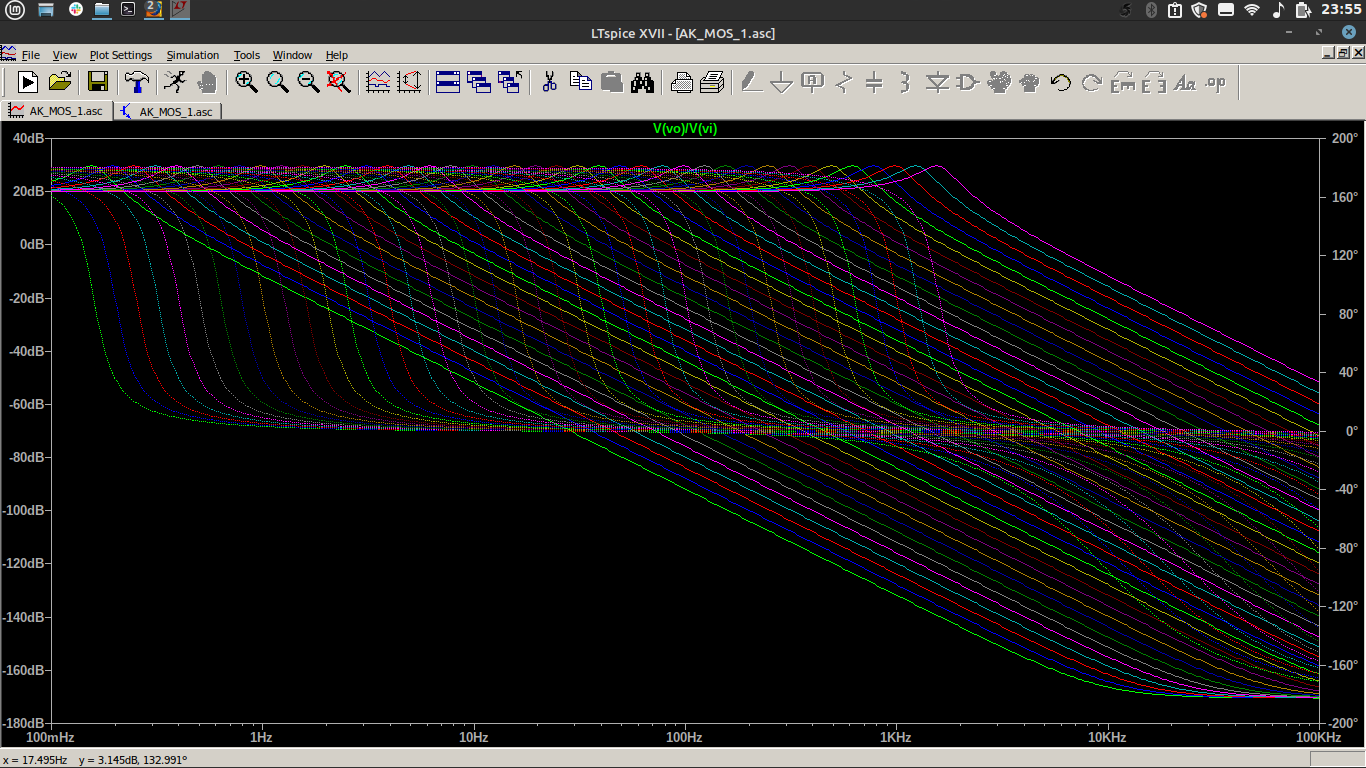 23:55
LTspice XVII - [AK_MOS_1.asc]
File View Plot Settings Simulation Tools Window Help
AK_MOS_1.asc AK_MOS_1.asc
V(vo)/V(vi)
40dB 200°
20dB 160°
0dB 120°
-20dB 80°
-40dB 40°
-60dB 0°
-80dB -40°
-100dB -80°
-120dB -120°
-140dB -160°
-160dB -200°
-180dB
100mHz 1Hz 10Hz 100Hz 1KHz 10KHz 100KHz
x = 17.495Hz y = 3.145dB, 132.991°